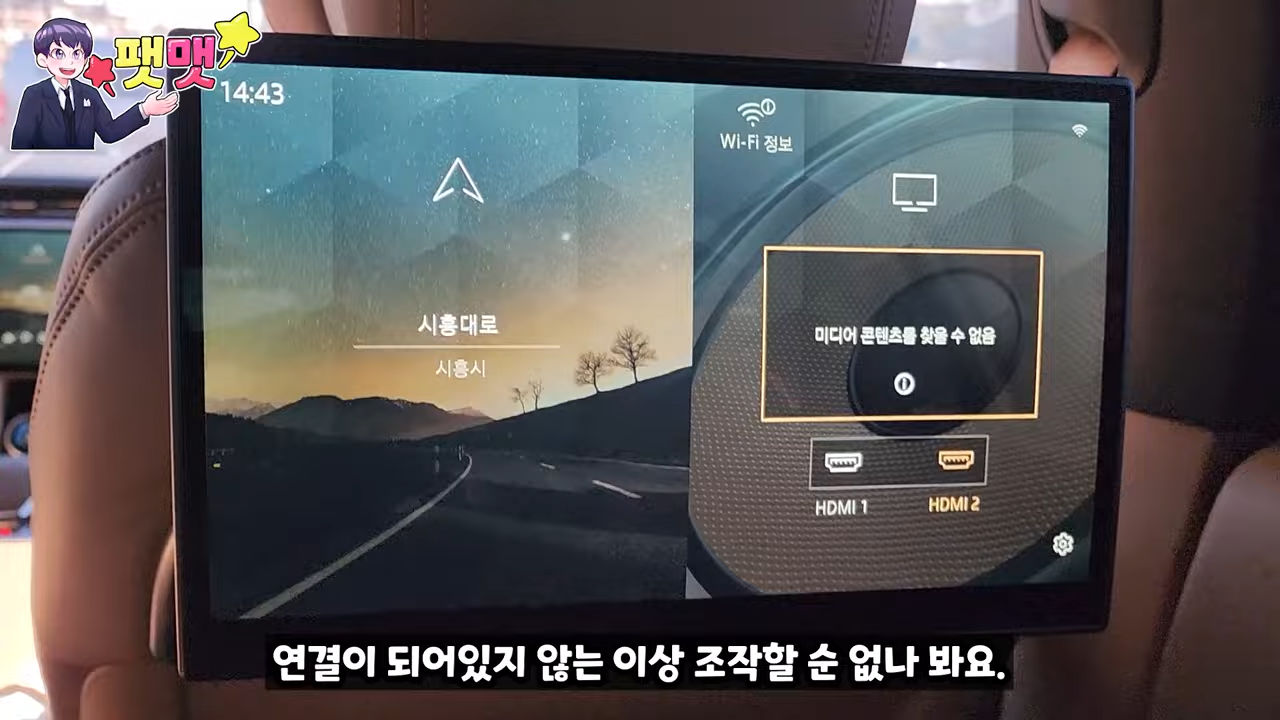 팻맷
14:43
Wi-Fi 정보
시흥대로
시흥시
미디어 콘텐츠를 찾을 수 없음
HDMI 1
HDMI 2
연결이 되어있지 않는 이상 조작할 순 없나 봐요.